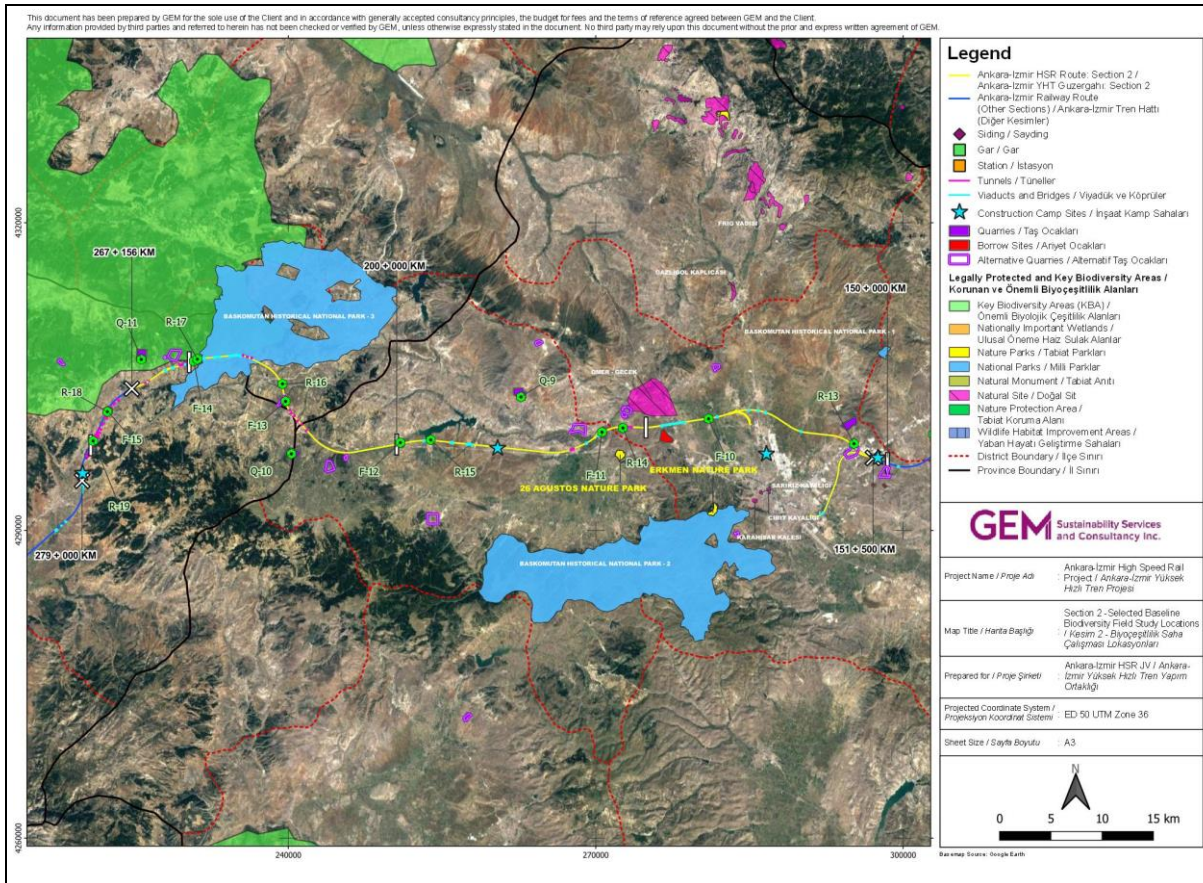 This document has been prepared by GEM for the sole use of the Client and in accordance with generally accepted consultancy principles, the budget for fees and the terms of reference agreed between GEM and the Client.
Any information provided by third parties and referred to herein has not been checked or verified by GEM, unless otherwise expressly stated in the document. No third party may rely upon this document without the prior and express written agreement of GEM.
4320000
4290000
4260000
240000
270000
300000
FRIG VADISI
GAZLIGOL KAPLICASI
267 + 156 KM
200 + 000 KM
150 + 000 KM
BASKOMUTAN HISTORICAL NATIONAL PARK - 3
BASKOMUTAN HISTORICAL NATIONAL PARK - 1
Q-11
R-17
OMER - GECEK
R-18
R-16
Q-9
R-13
F-14
F-15
F-13
Q-10
F-12
R-15
F-11
R-14
F-10
ERKMEN NATURE PARK
26 AGUSTOS NATURE PARK
R-19
KARAHISAR KALESI
279 + 000 KM
151 + 500 KM
BASKOMUTAN HISTORICAL NATIONAL PARK - 2
Legend
Ankara-Izmir HSR Route: Section 2 /
Ankara-Izmir YHT Guzergahı: Section 2
Ankara-Izmir Railway Route
(Other Sections) / Ankara-Izmir Tren Hattı
(Diğer Kesimler)
Siding / Sayding
Gar / Gar
Station / İstasyon
Tunnels / Tüneller
Viaducts and Bridges / Viyadük ve Köprüler
Construction Camp Sites / İnşaat Kamp Sahaları
Quarries / Taş Ocakları
Borrow Sites / Ariyet Ocakları
Alternative Quarries / Alternatif Taş Ocakları
Legally Protected and Key Biodiversity Areas /
Korunan ve Önemli Biyoçeşitlilik Alanları
Key Biodiversity Areas (KBA) /
Önemli Biyolojik Çeşitlilik Alanları
Nationally Important Wetlands /
Ulusal Öneme Haiz Sulak Alanlar
Nature Parks / Tabiat Parkları
National Parks / Milli Parklar
Natural Monument / Tabiat Anıtı
Natural Site / Doğal Sit
Nature Protection Area /
Tabiat Koruma Alanı
Wildlife Habitat Improvement Areas /
Yaban Hayatı Geliştirme Sahaları
District Boundary / İlçe Sınırı
Province Boundary / İl Sınırı
GEM Sustainability Services
and Consultancy Inc.
Project Name / Proje Adı : Ankara-Izmir High Speed Rail
Project / Ankara-Izmir Yüksek
Hızlı Tren Projesi
Map Title / Harita Başlığı : Section 2 - Selected Baseline
Biodiversity Field Study Locations
/ Kesim 2 - Biyoçeşitlilik Saha
Çalışması Lokasyonları
Prepared for / Proje Şirketi : Ankara-Izmir HSR JV / Ankara-
Izmir Yüksek Hızlı Tren Yapım
Ortaklığı
Projected Coordinate System /
Projeksiyon Koordinat Sistemi : ED 50 UTM Zone 36
Sheet Size / Sayfa Boyutu : A3
N
0 5 10 15 km
Basemap Source: Google Earth